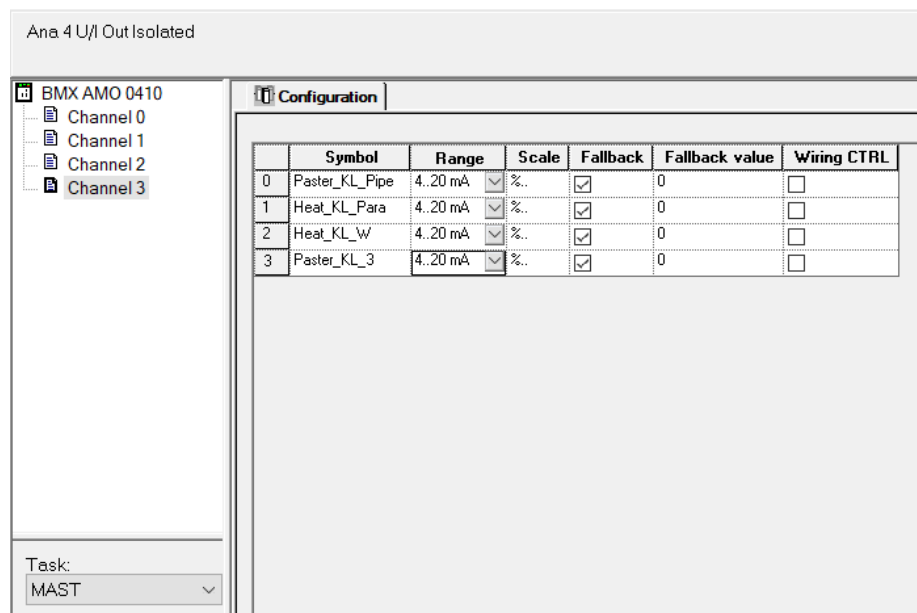 Ana 4 U/I Out Isolated
BMX AMO 0410
Channel 0
Channel 1
Channel 2
Channel 3
Configuration
Symbol Range Scale Fallback Fallback value Wiring CTRL
0 Paster_KL_Pipe 4..20 mA %.. 0
1 Heat_KL_Para 4..20 mA %.. 0
2 Heat_KL_W 4..20 mA %.. 0
3 Paster_KL_3 4..20 mA %.. 0
Task:
MAST